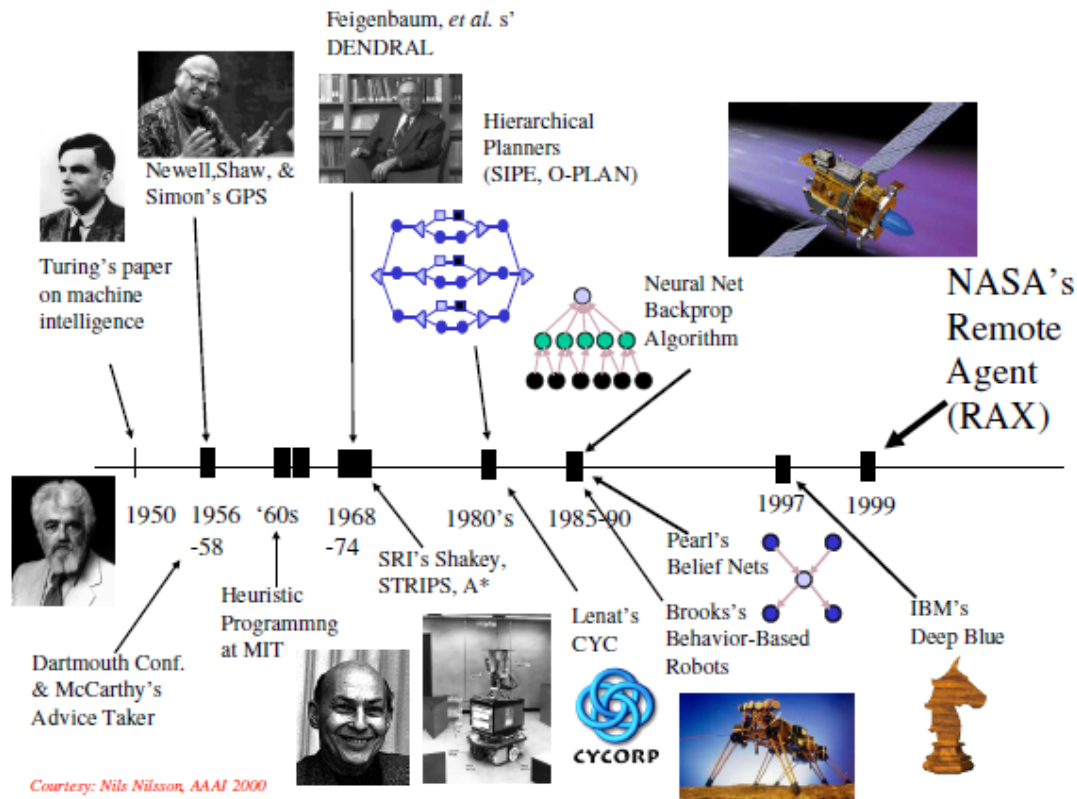 Feigenbaum, et al. s'
DENDRAL
Newell,Shaw, &
Simon's GPS
Hierarchical
Planners
(SIPE, O-PLAN)
Turing's paper
on machine
intelligence
Neural Net
Backprop
Algorithm
NASA's
Remote
Agent
(RAX)
1950
1956
-58
‘60s
1968
-74
1980's
1985-90
1997
1999
SRI's Shakey,
STRIPS, A*
Pearl's
Belief Nets
Heuristic
Programmng
at MIT
Lenat's
CYC
Brooks's
Behavior-Based
Robots
IBM's
Deep Blue
Dartmouth Conf.
& McCarthy's
Advice Taker
CYCORP
Courtesy: Nils Nilsson, AAAI 2000